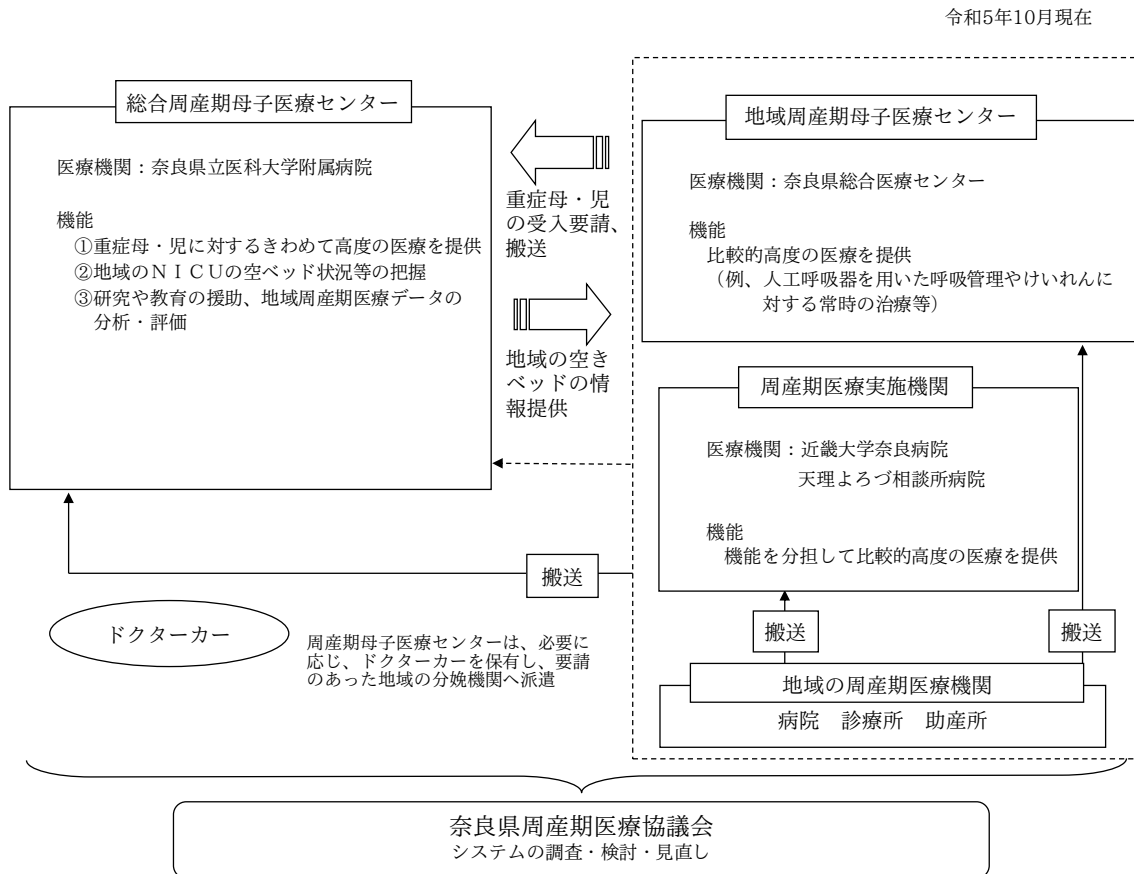 令和5年10月現在
総合周産期母子医療センター
医療機関：奈良県立医科大学附属病院
機能
①重症母・児に対するきわめて高度の医療を提供
②地域のＮＩＣＵの空ベッド状況等の把握
③研究や教育の援助、地域周産期医療データの
分析・評価
重症母・児
の受入要請、
搬送
地域の空き
ベッドの情
報提供
地域周産期母子医療センター
医療機関：奈良県総合医療センター
機能
比較的高度の医療を提供
（例、人工呼吸器を用いた呼吸管理やけいれんに
対する常時の治療等）
周産期医療実施機関
医療機関：近畿大学奈良病院
天理よろづ相談所病院
機能
機能を分担して比較的高度の医療を提供
搬送
搬送
搬送
ドクターカー
周産期母子医療センターは、必要に
応じ、ドクターカーを保有し、要請
のあった地域の分娩機関へ派遣
地域の周産期医療機関
病院　診療所　助産所
奈良県周産期医療協議会
システムの調査・検討・見直し